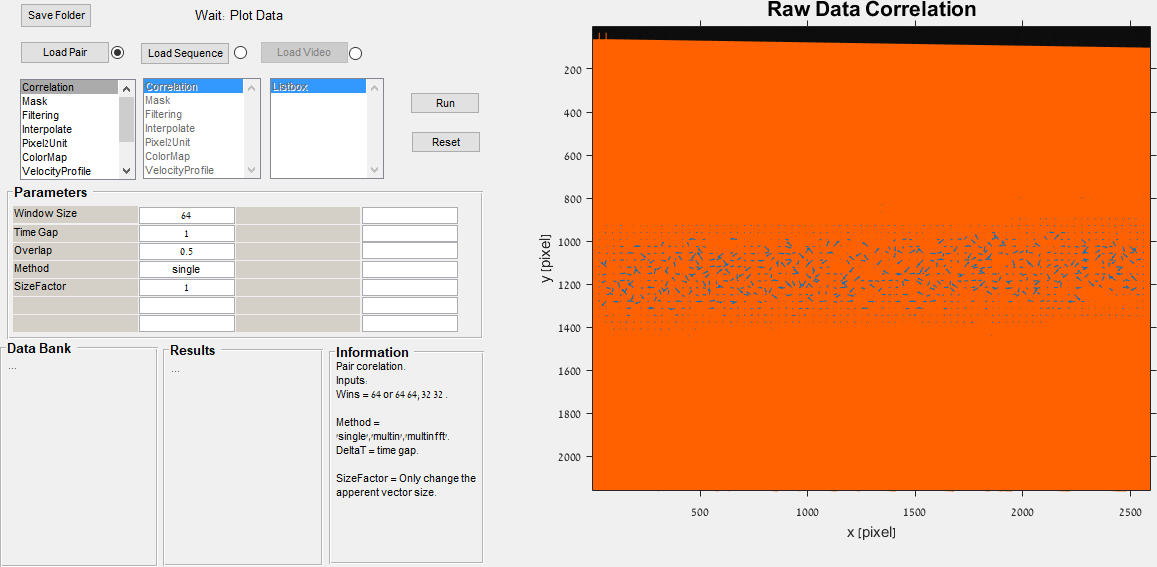 Save Folder
Wait: Plot Data
Load Pair
Load Sequence
Load Video
Correlation
Mask
Filtering
Interpolate
Pixel2Unit
ColorMap
VelocityProfile
Correlation
Mask
Filtering
Interpolate
Pixel2Unit
ColorMap
VelocityProfile
Listbox
Run
Reset
Parameters
Window Size 64
Time Gap 1
Overlap 0.5
Method single
SizeFactor 1
Data Bank
...
Results
...
Information
Pair corelation.
Inputs:
Wins = 64 or 64 64, 32 32 .
Method =
'single','multin','multinfft'.
DeltaT = time gap.
SizeFactor = Only change the
apperent vector size.
Raw Data Correlation
y [pixel]
200
400
600
800
1000
1200
1400
1600
1800
2000
500 1000 1500 2000 2500
x [pixel]